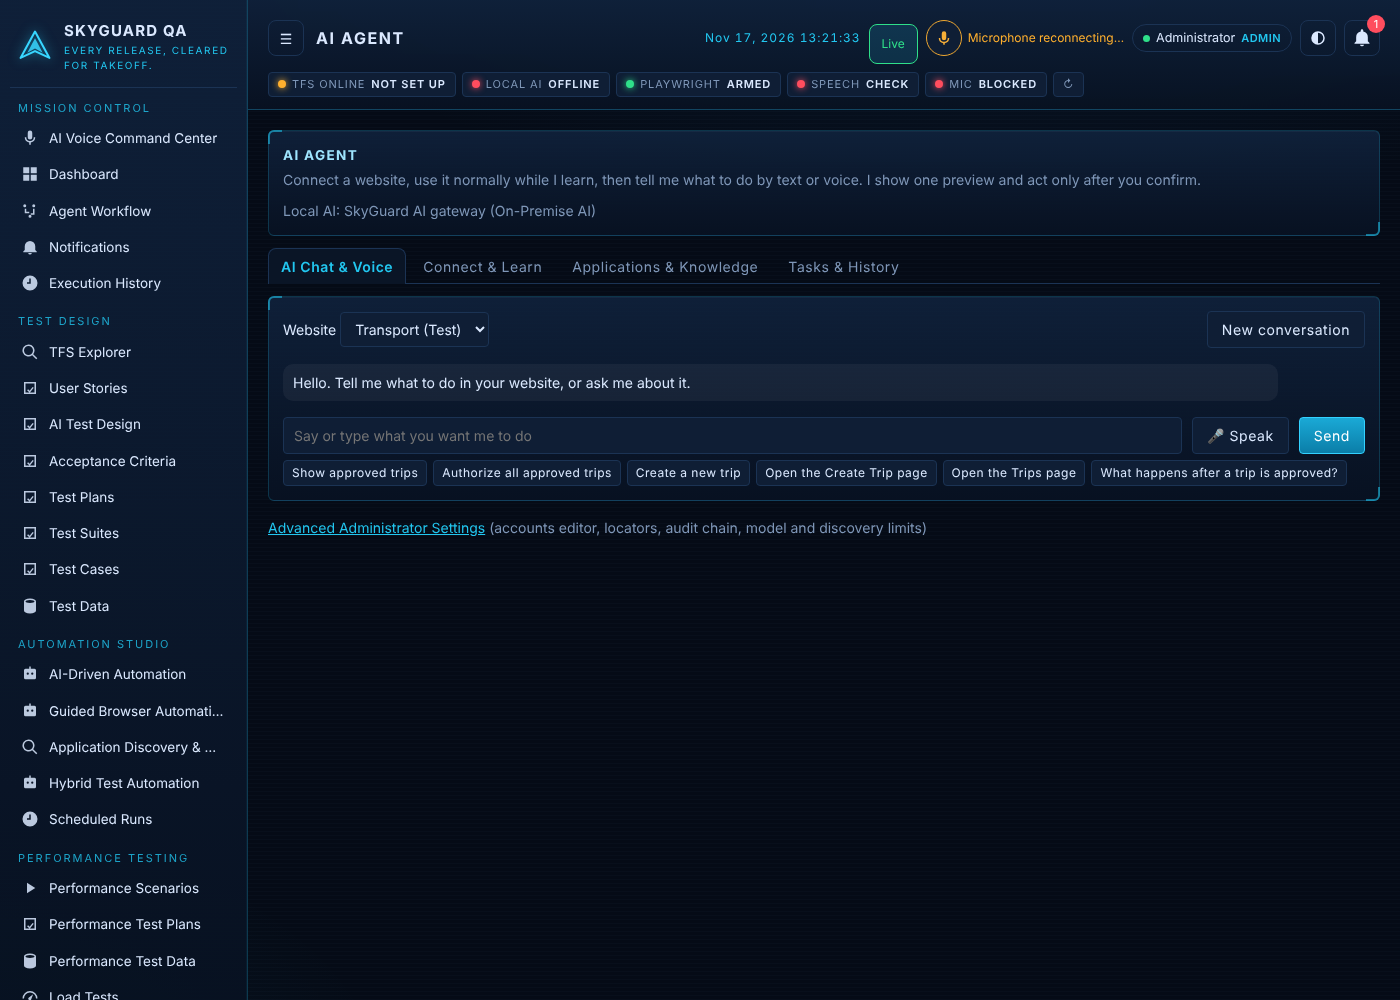 SKYGUARD QA
EVERY RELEASE, CLEARED
FOR TAKEOFF.
MISSION CONTROL
AI Voice Command Center
Dashboard
Agent Workflow
Notifications
Execution History
TEST DESIGN
TFS Explorer
User Stories
AI Test Design
Acceptance Criteria
Test Plans
Test Suites
Test Cases
Test Data
AUTOMATION STUDIO
AI-Driven Automation
Guided Browser Automati...
Application Discovery & ...
Hybrid Test Automation
Scheduled Runs
PERFORMANCE TESTING
Performance Scenarios
Performance Test Plans
Performance Test Data
Load Tests
AI AGENT
Nov 17, 2026 13:21:33
Live
Microphone reconnecting...
Administrator ADMIN
1
TFS ONLINE NOT SET UP
LOCAL AI OFFLINE
PLAYWRIGHT ARMED
SPEECH CHECK
MIC BLOCKED
AI AGENT
Connect a website, use it normally while I learn, then tell me what to do by text or voice. I show one preview and act only after you confirm.
Local AI: SkyGuard AI gateway (On-Premise AI)
AI Chat & Voice
Connect & Learn
Applications & Knowledge
Tasks & History
Website Transport (Test)
New conversation
Hello. Tell me what to do in your website, or ask me about it.
Say or type what you want me to do
Speak
Send
Show approved trips
Authorize all approved trips
Create a new trip
Open the Create Trip page
Open the Trips page
What happens after a trip is approved?
Advanced Administrator Settings (accounts editor, locators, audit chain, model and discovery limits)